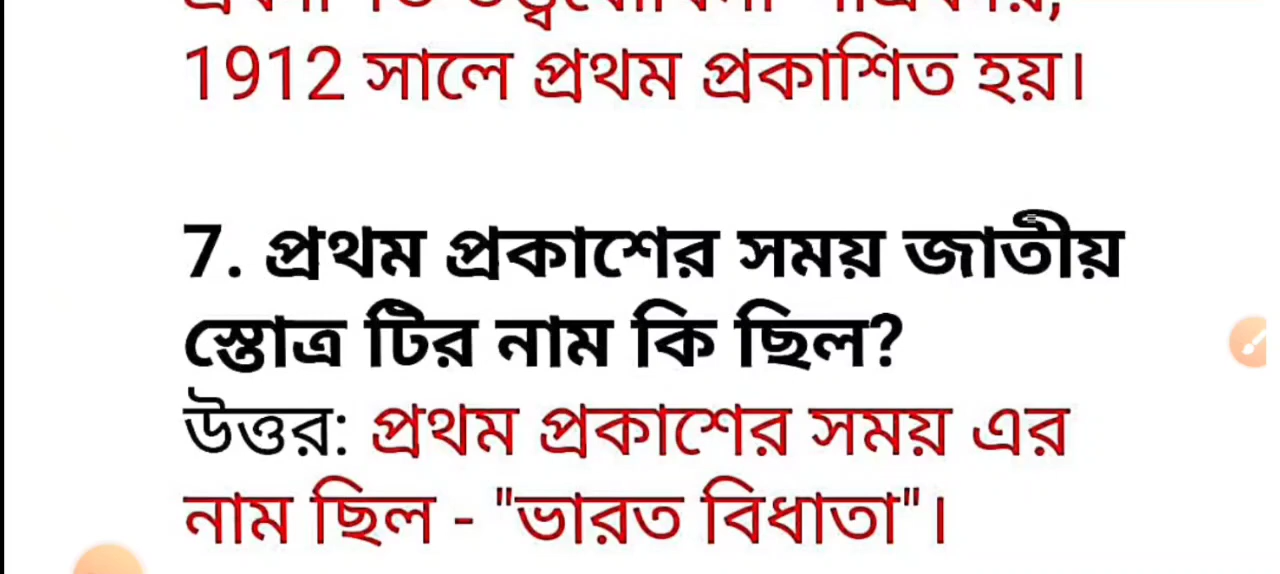 1912 সালে প্রথম প্রকাশিত হয়।
7. প্রথম প্রকাশের সময় জাতীয়
স্তোত্র টির নাম কি ছিল?
উত্তর: প্রথম প্রকাশের সময় এর
নাম ছিল - "ভারত বিধাতা"।